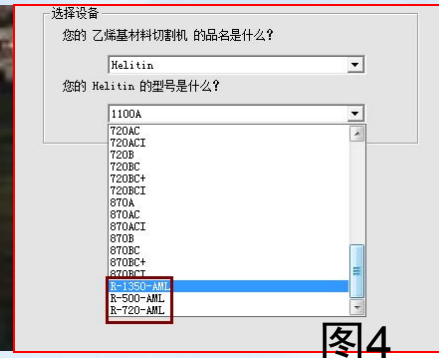 选择设备
您的 乙烯基材料切割机 的品名是什么?
Helitin
您的 Helitin 的型号是什么?
1100A
720AC
720ACI
720B
720BC
720BC+
720BCI
870A
870AC
870ACI
870B
870BC
870BC+
870BCI
R-1350-AML
R-500-AML
R-720-AML
图4